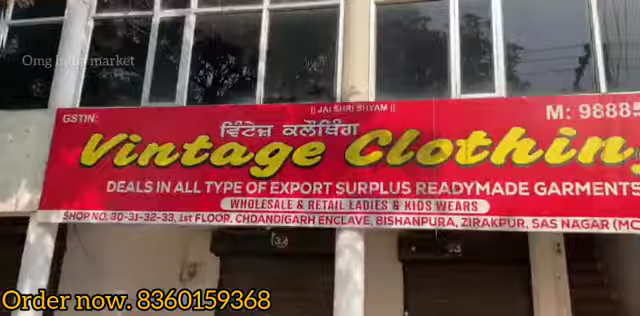 Omg india market
|| JAI SHRI SHYAM ||
GSTIN:
M: 9888
ਵਿੰਟੇਜ਼ ਕਲੌਥਿੰਗ
Vintage Clothin
DEALS IN ALL TYPE OF EXPORT SURPLUS READYMADE GARMENTS
WHOLESALE & RETAIL LADIES & KIDS WEARS
SHOP NO. 30-31-32-33, 1st FLOOR, CHDANDIGARH ENCLAVE, BISHANPURA, ZIRAKPUR, SAS NAGAR (MC
Order now. 8360159368